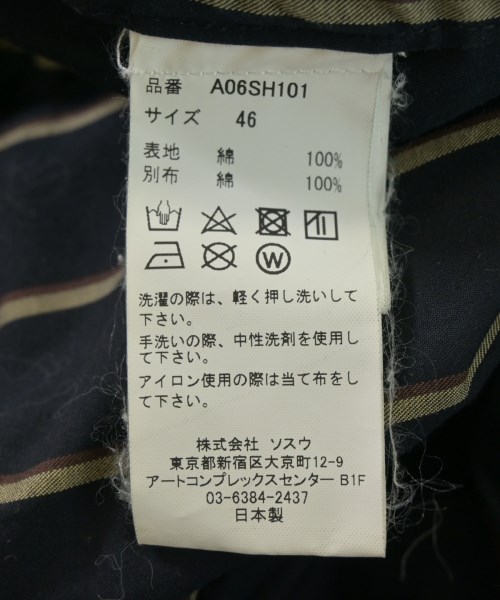 品番 A06SH101
サイズ 46
表地 綿 100%
別布 綿 100%
W
洗濯の際は、軽く押し洗いして
下さい。
手洗いの際、中性洗剤を使用し
て下さい。
アイロン使用の際は当て布をし
て下さい。
株式会社 ソスウ
東京都新宿区大京町12-9
アートコンプレックスセンター B1F
03-6384-2437
日本製